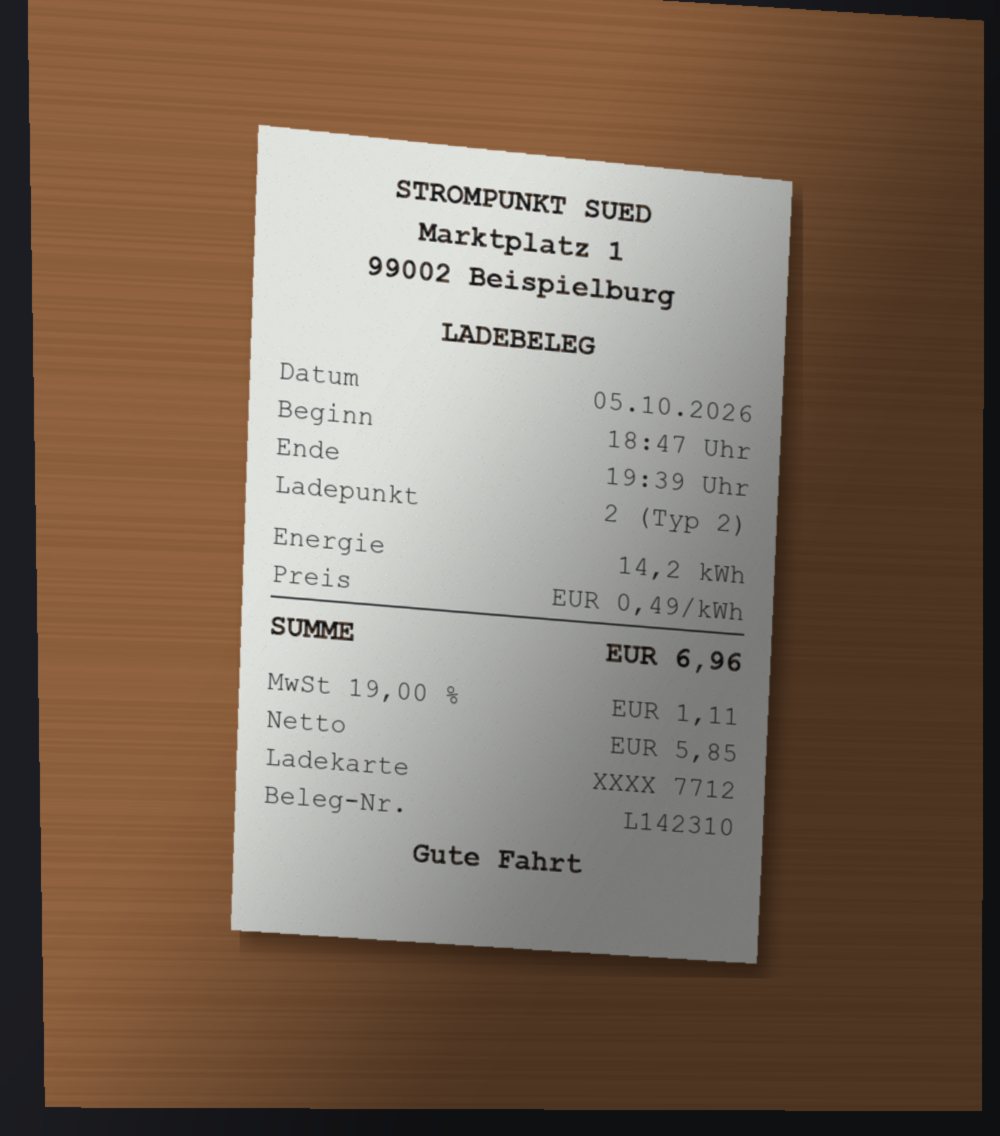 STROMPUNKT SUED
Marktplatz 1
99002 Beispielburg
LADEBELEG
Datum 05.10.2026
Beginn 18:47 Uhr
Ende 19:39 Uhr
Ladepunkt 2 (Typ 2)
Energie 14,2 kWh
Preis EUR 0,49/kWh
SUMME EUR 6,96
MwSt 19,00 % EUR 1,11
Netto EUR 5,85
Ladekarte XXXX 7712
Beleg-Nr. L142310
Gute Fahrt